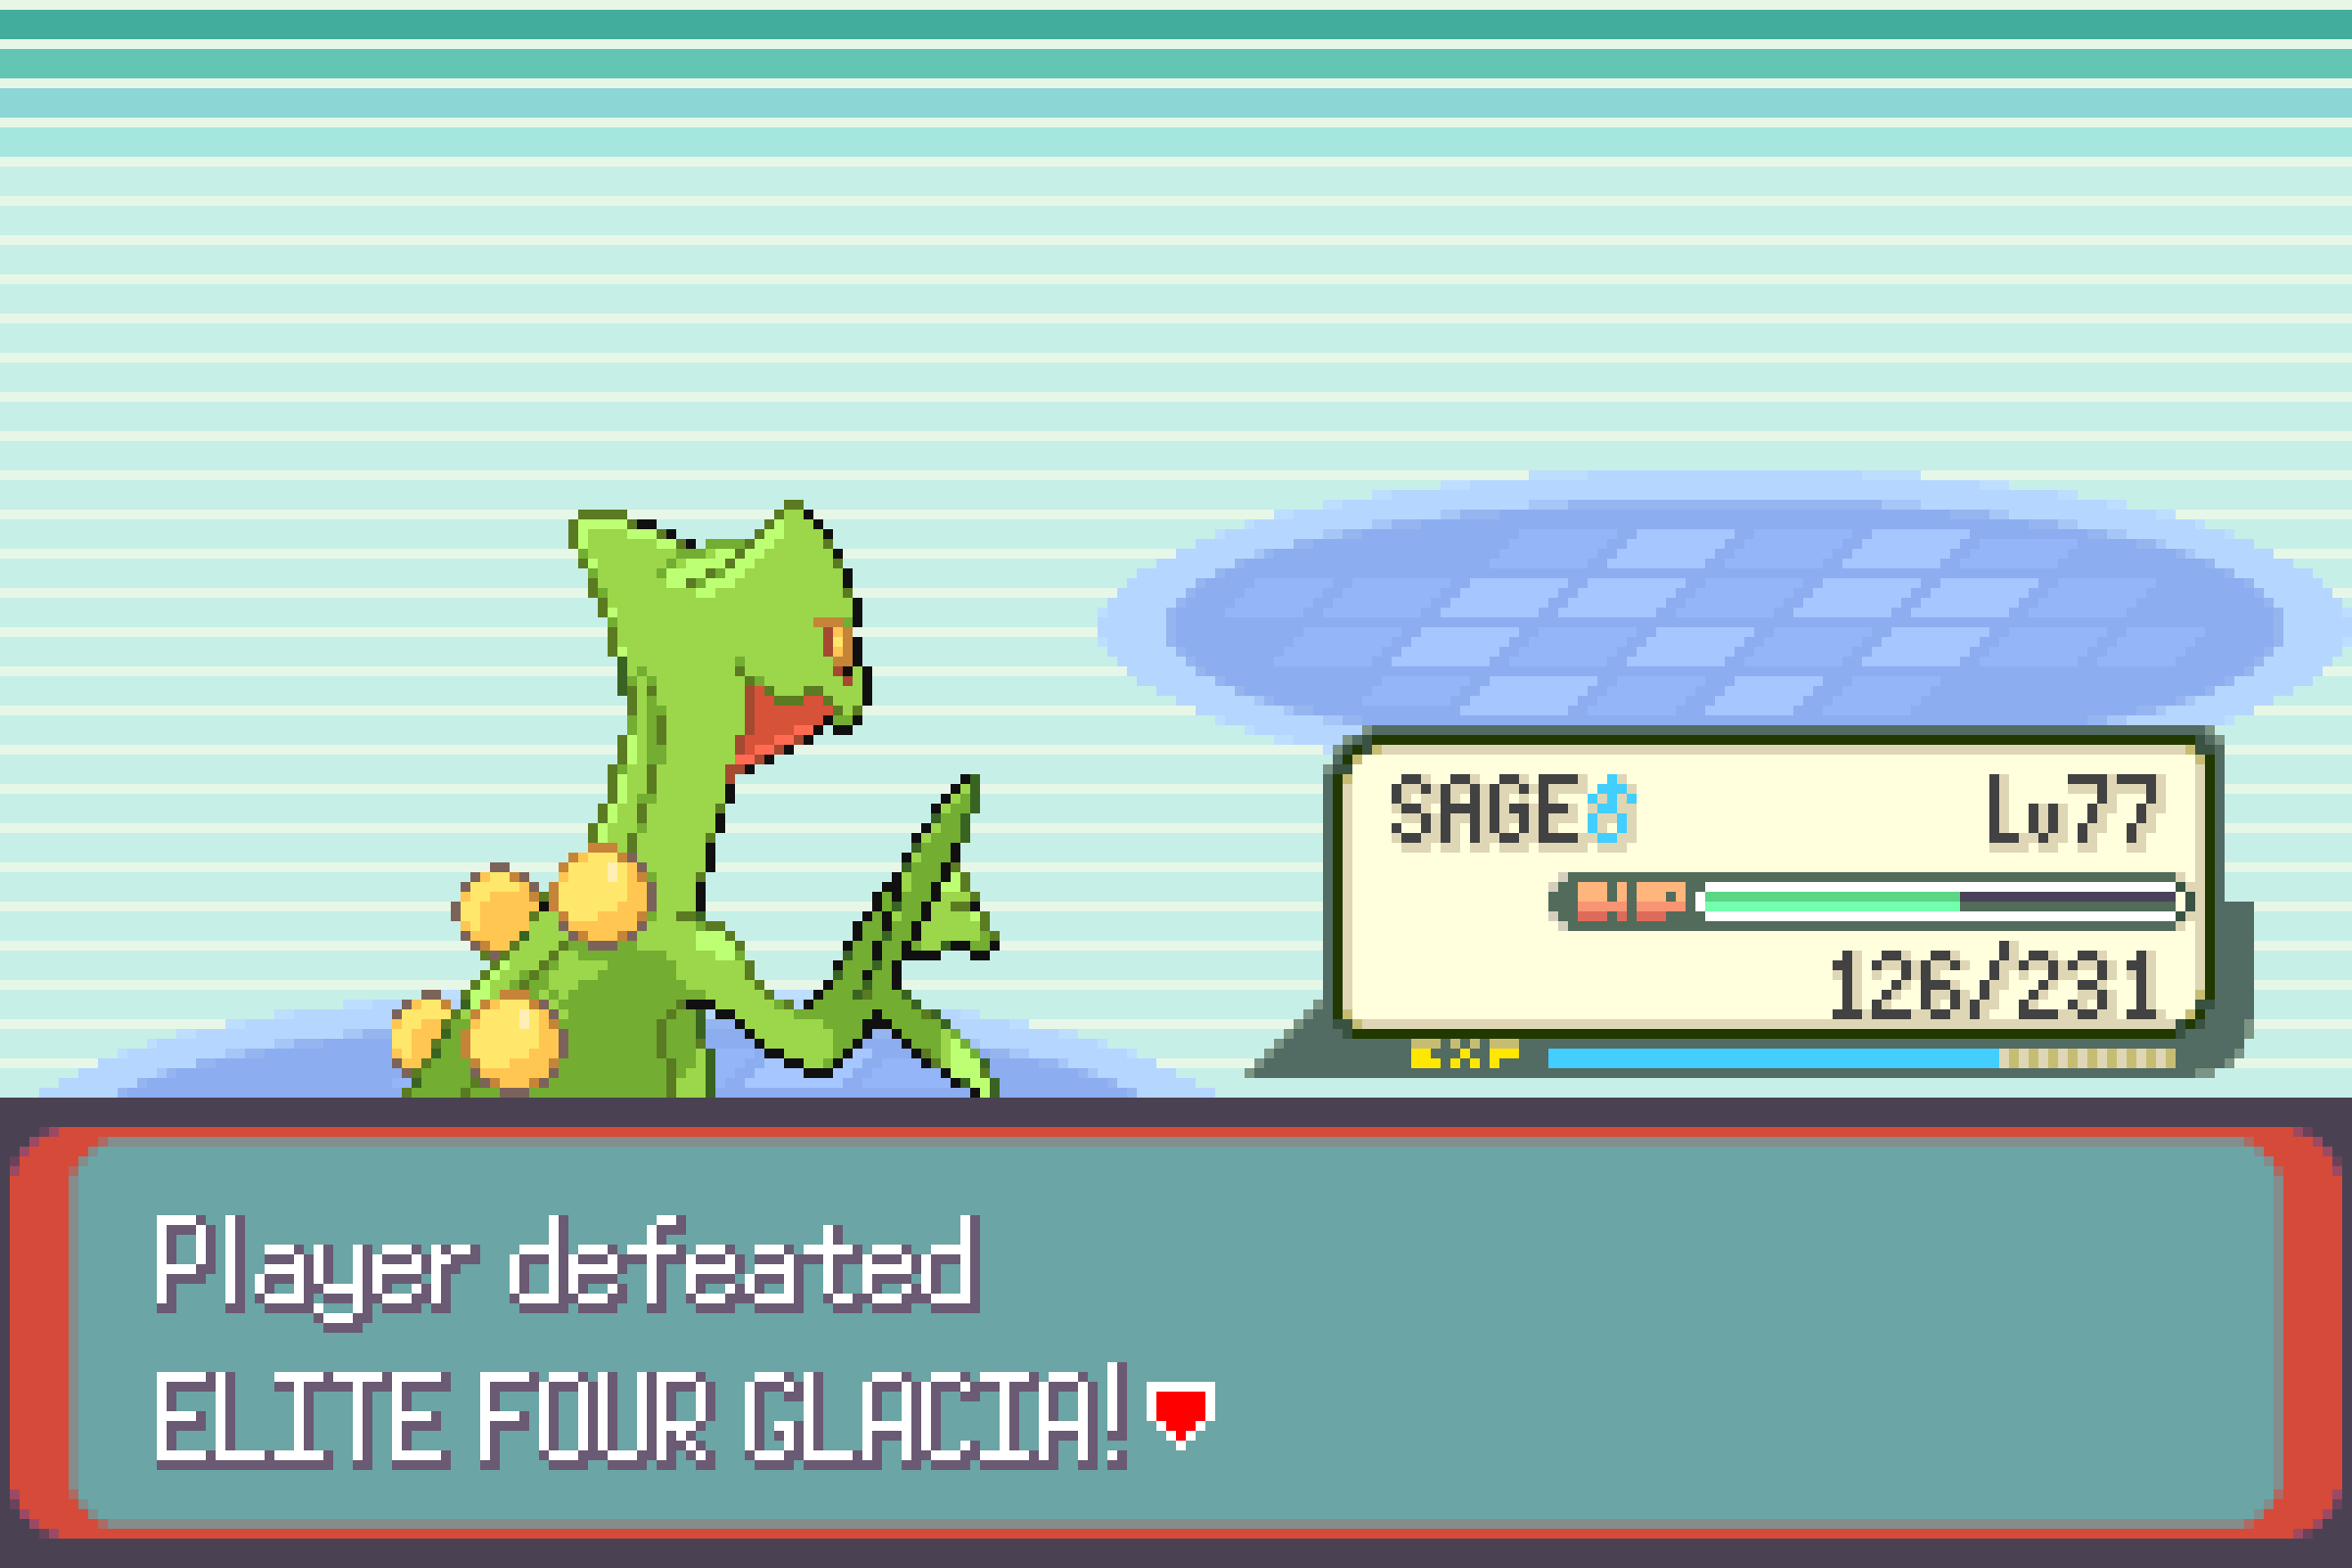 SAGE♂ Lv77
HP
126/231
EXP
Player defeated
ELITE FOUR GLACIA!